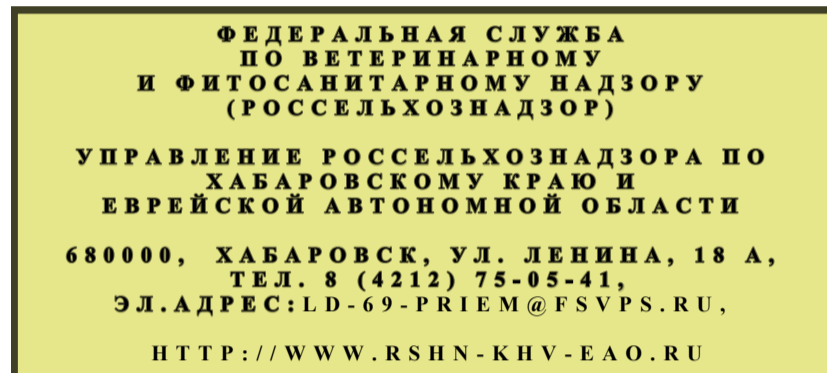 ФЕДЕРАЛЬНАЯ СЛУЖБА
ПО ВЕТЕРИНАРНОМУ
И ФИТОСАНИТАРНОМУ НАДЗОРУ
(РОССЕЛЬХОЗНАДЗОР)
УПРАВЛЕНИЕ РОССЕЛЬХОЗНАДЗОРА ПО
ХАБАРОВСКОМУ КРАЮ И
ЕВРЕЙСКОЙ АВТОНОМНОЙ ОБЛАСТИ
680000, ХАБАРОВСК, УЛ. ЛЕНИНА, 18 А,
ТЕЛ. 8 (4212) 75-05-41,
ЭЛ.АДРЕС:LD-69-PRIEM@FSVPS.RU,
HTTP://WWW.RSHN-KHV-EAO.RU